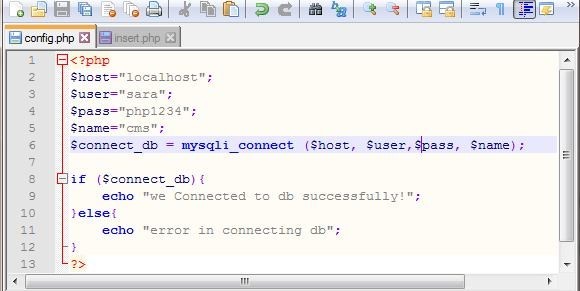 config.php insert.php
1 <?php
2 $host="localhost";
3 $user="sara";
4 $pass="php1234";
5 $name="cms";
6 $connect_db = mysqli_connect ($host, $user,$pass, $name);
7
8 if ($connect_db){
9 echo "we Connected to db successfully!";
10 }else{
11 echo "error in connecting db";
12 }
13 ?>